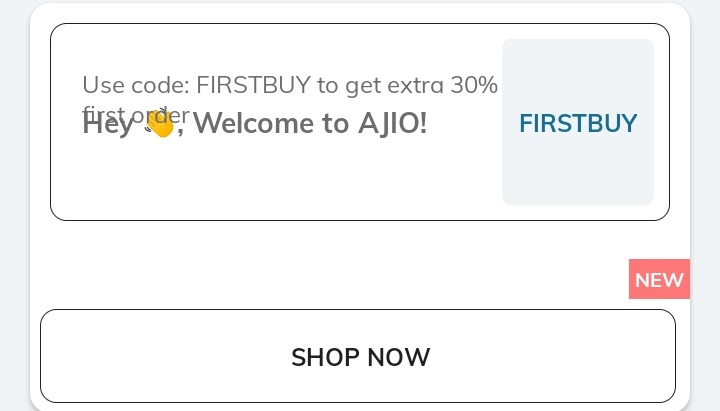 Use code: FIRSTBUY to get extra 30%
first order
Hey 👋, Welcome to AJIO!
FIRSTBUY
NEW
SHOP NOW